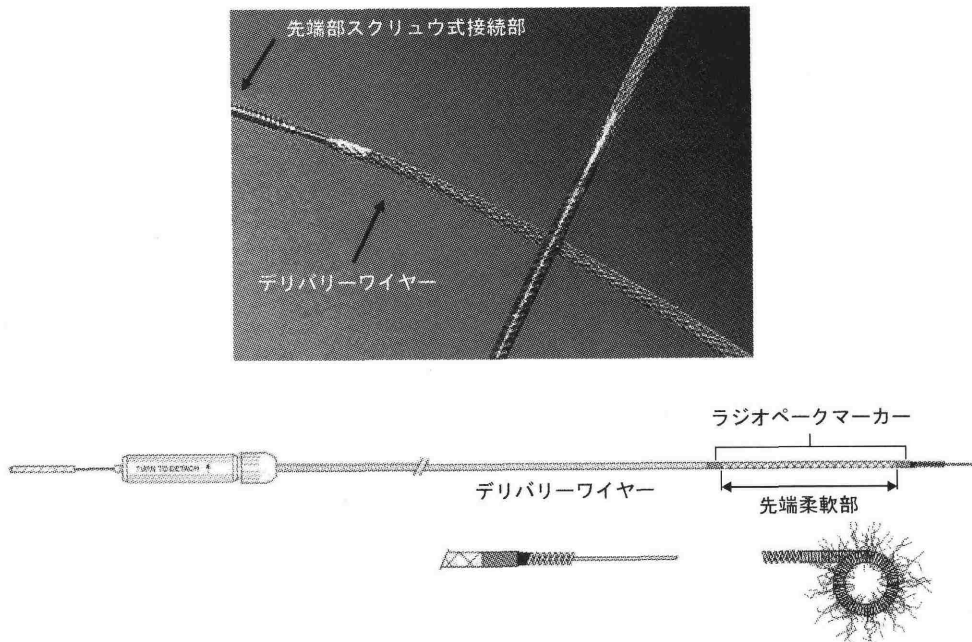 先端部スクリュウ式接続部
デリバリーワイヤー
ラジオペークマーカー
TURN TO DETACH
デリバリーワイヤー
先端柔軟部